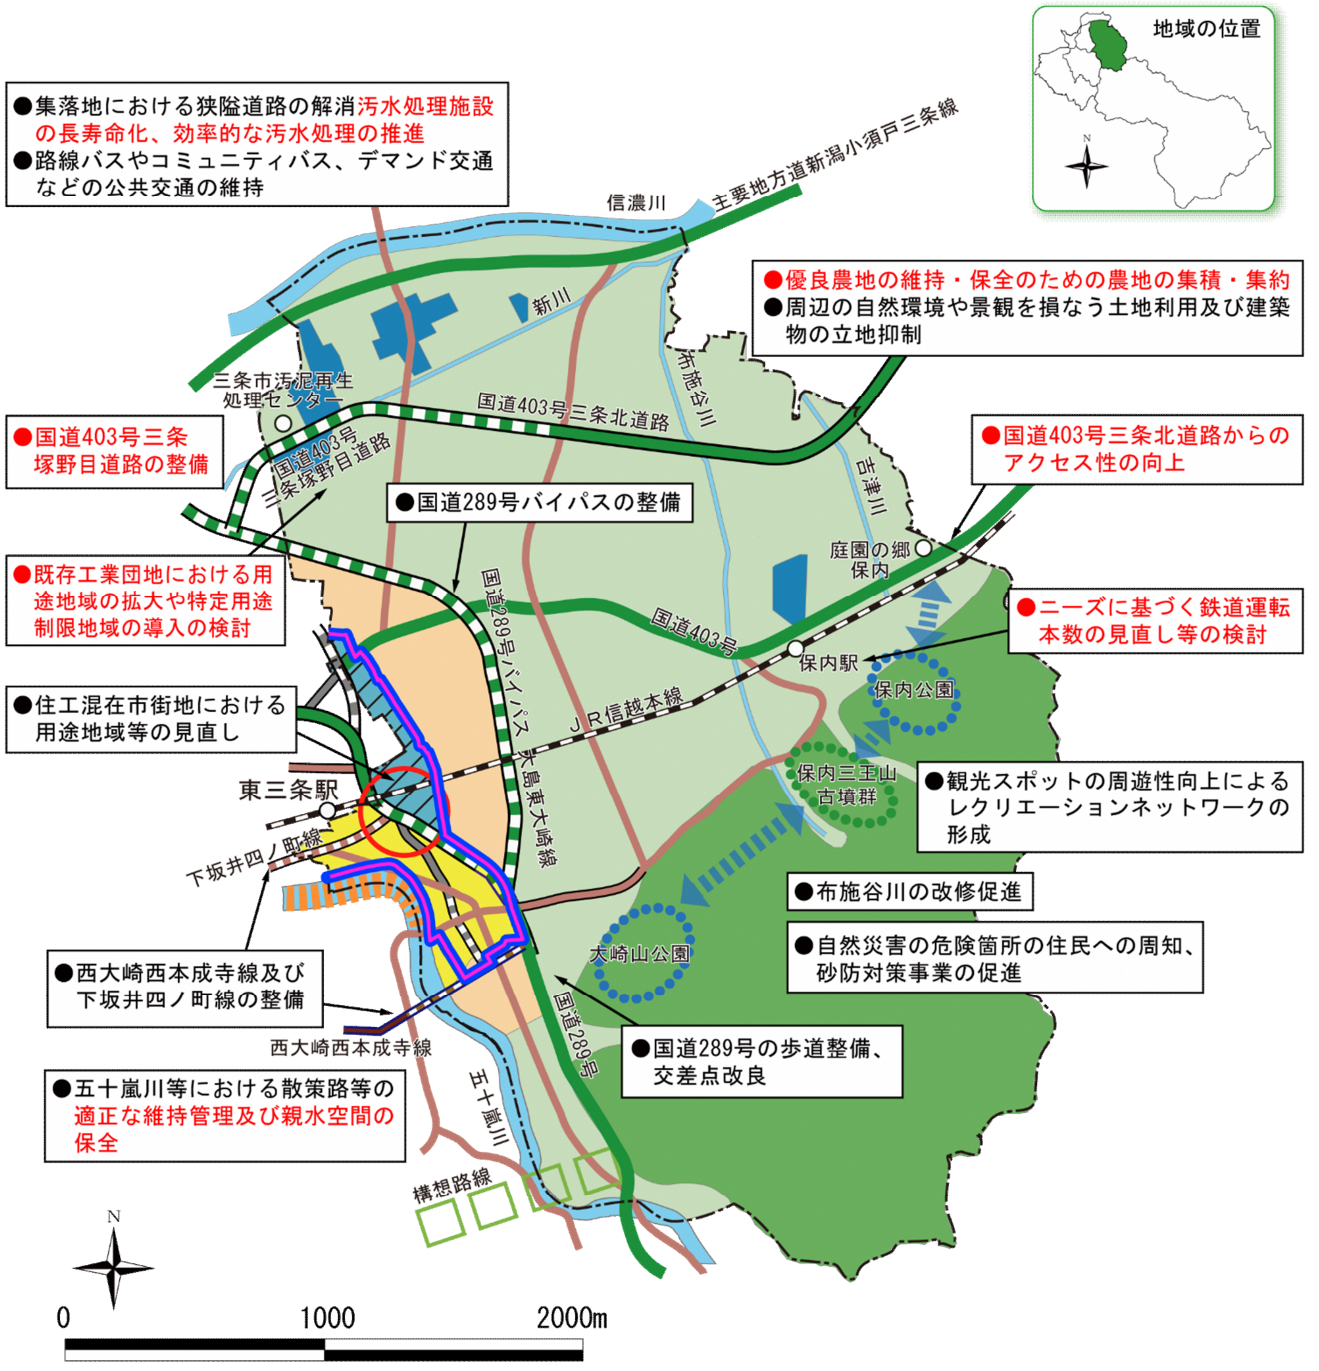 地域の位置
N
●集落地における狭隘道路の解消汚水処理施設
の長寿命化、効率的な汚水処理の推進
●路線バスやコミュニティバス、デマンド交通
などの公共交通の維持
主要地方道新潟小須戸三条線
信濃川
●優良農地の維持・保全のための農地の集積・集約
●周辺の自然環境や景観を損なう土地利用及び建築
物の立地抑制
新川
布施谷川
三条市汚泥再生
処理センター
国道403号三条北道路
●国道403号三条
塚野目道路の整備
国道403号
三条塚野目道路
●国道403号三条北道路からの
アクセス性の向上
吉津川
●国道289号バイパスの整備
庭園の郷
保内
●既存工業団地における用
途地域の拡大や特定用途
制限地域の導入の検討
国道289号バイパス 大島東大崎線
国道403号
●ニーズに基づく鉄道運転
本数の見直し等の検討
保内駅
保内公園
●住工混在市街地における
用途地域等の見直し
JR信越本線
保内三王山
古墳群
●観光スポットの周遊性向上による
レクリエーションネットワークの
形成
東三条駅
下坂井四ノ町線
●布施谷川の改修促進
●自然災害の危険箇所の住民への周知、
砂防対策事業の促進
大崎山公園
●西大崎西本成寺線及び
下坂井四ノ町線の整備
西大崎西本成寺線
国道289号
●国道289号の歩道整備、
交差点改良
●五十嵐川等における散策路等の
適正な維持管理及び親水空間の
保全
五十嵐川
構想路線
N
0 1000 2000m